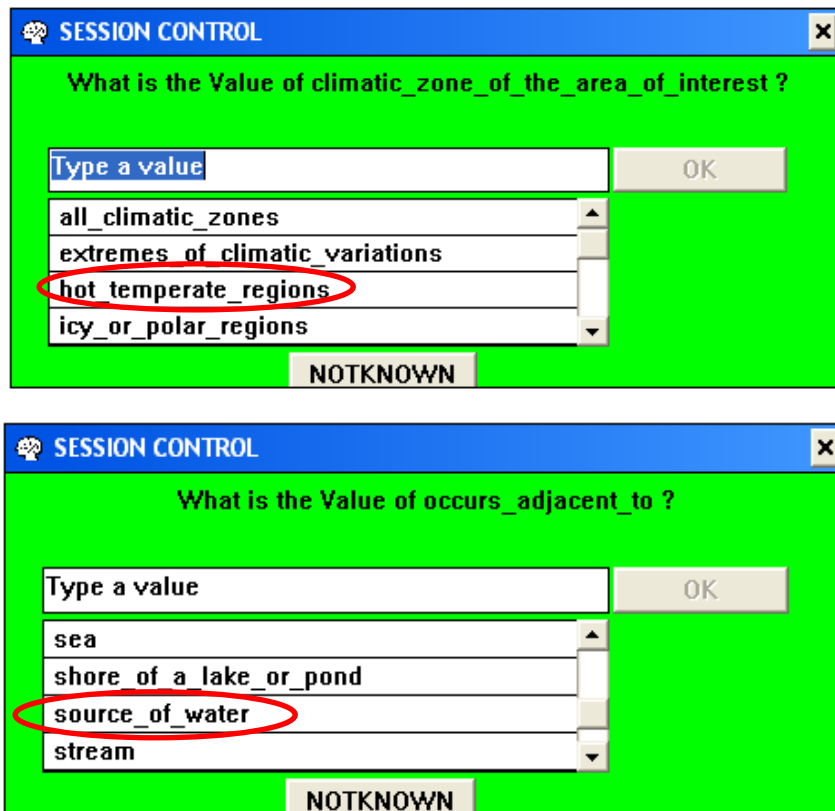 SESSION CONTROL
What is the Value of climatic_zone_of_the_area_of_interest ?
Type a value
OK
all_climatic_zones
extremes_of_climatic_variations
hot_temperate_regions
icy_or_polar_regions
NOTKNOWN
SESSION CONTROL
What is the Value of occurs_adjacent_to ?
Type a value
OK
sea
shore_of_a_lake_or_pond
source_of_water
stream
NOTKNOWN